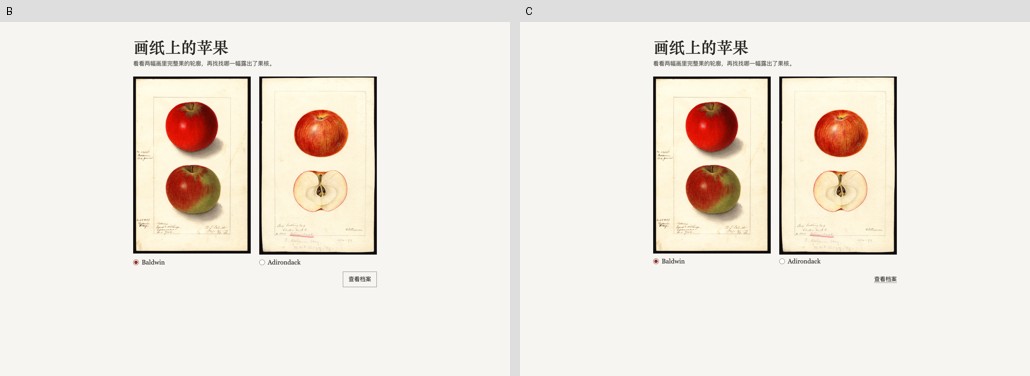 B
画纸上的苹果
看看两幅画里完整果的轮廓，再找找哪一幅露出了果核。
Baldwin
Adirondack
查看档案
C
画纸上的苹果
看看两幅画里完整果的轮廓，再找找哪一幅露出了果核。
Baldwin
Adirondack
查看档案